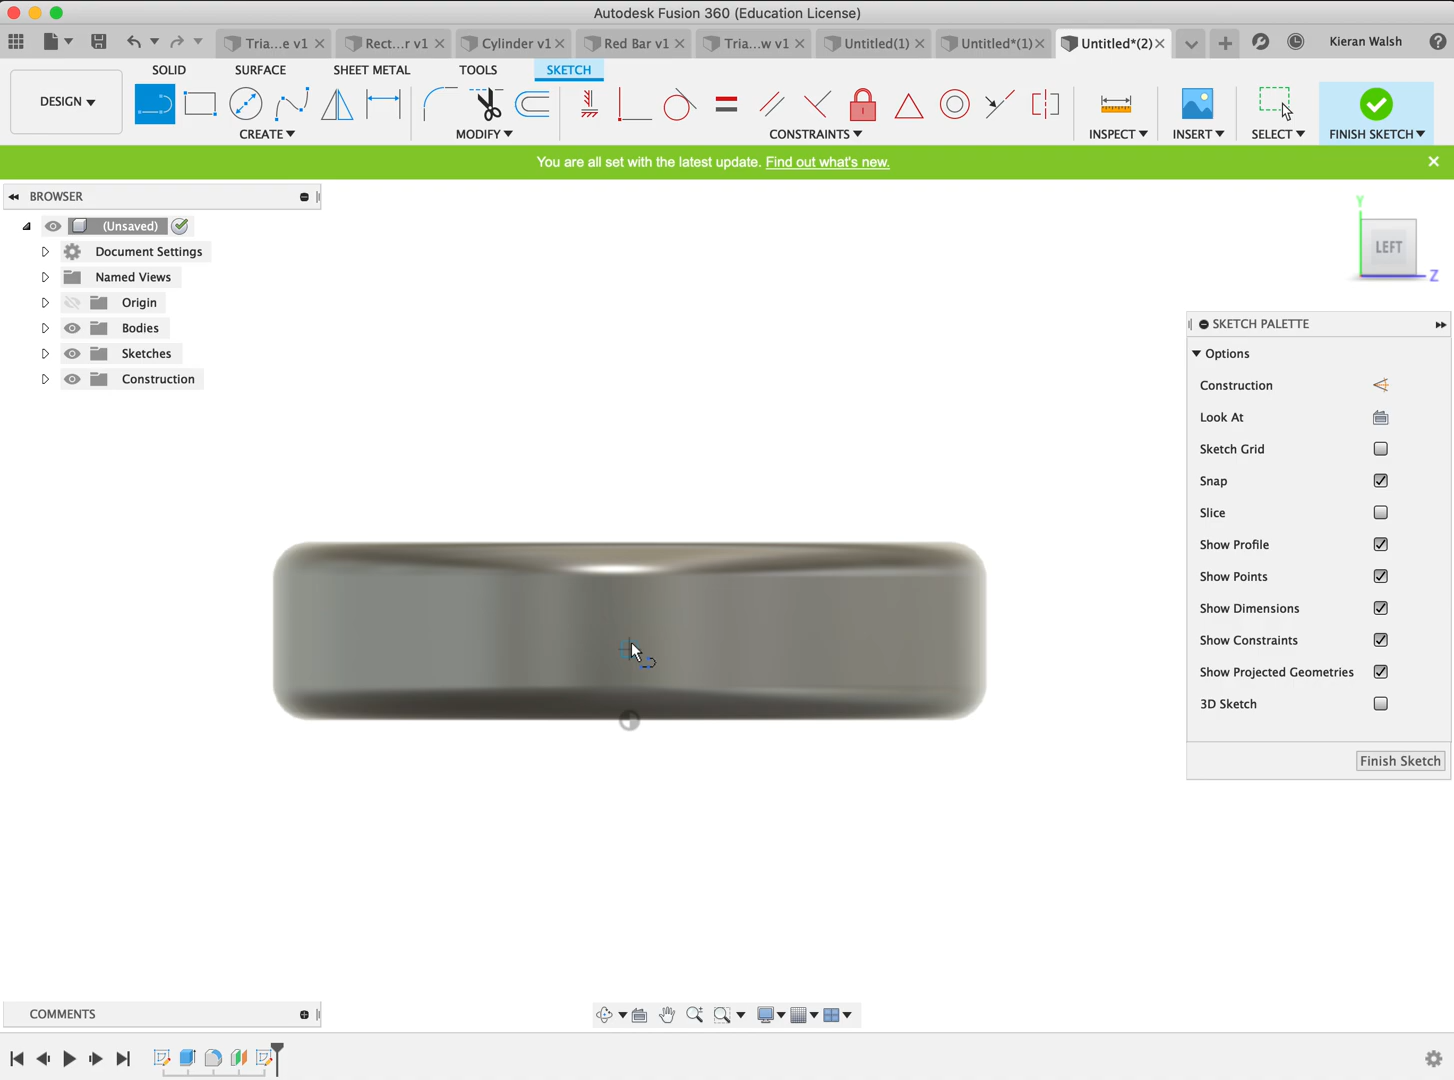 Autodesk Fusion 360 (Education License)
Tria...e v1
Rect...r v1
Cylinder v1
Red Bar v1
Tria...w v1
Untitled(1)
Untitled*(1)
Untitled*(2)
Kieran Walsh
SOLID
SURFACE
SHEET METAL
TOOLS
SKETCH
DESIGN
CREATE
MODIFY
CONSTRAINTS
INSPECT
INSERT
SELECT
FINISH SKETCH
You are all set with the latest update. Find out what's new.
BROWSER
(Unsaved)
Document Settings
Named Views
Origin
Bodies
Sketches
Construction
Y
LEFT
Z
SKETCH PALETTE
Options
Construction
Look At
Sketch Grid
Snap
Slice
Show Profile
Show Points
Show Dimensions
Show Constraints
Show Projected Geometries
3D Sketch
Finish Sketch
COMMENTS